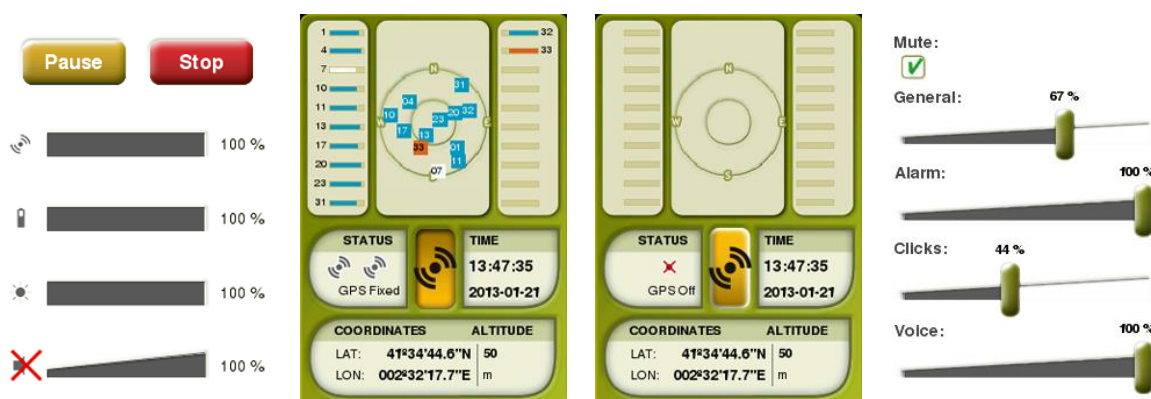 Pause Stop
100 %
100 %
100 %
100 %
1 32
4 33
7
10
11
13
17
20
23
31
N
31
04
10 W 20 32 E
23
17 13
33 01
11
07
STATUS TIME
13:47:35
GPS Fixed 2013-01-21
COORDINATES ALTITUDE
LAT: 41º34'44.6"N 50
LON: 002º32'17.7"E m
N
W E
S
STATUS TIME
13:47:35
GPS Off 2013-01-21
COORDINATES ALTITUDE
LAT: 41º34'44.6"N 50
LON: 002º32'17.7"E m
Mute:
General: 67 %
Alarm: 100 %
Clicks: 44 %
Voice: 100 %